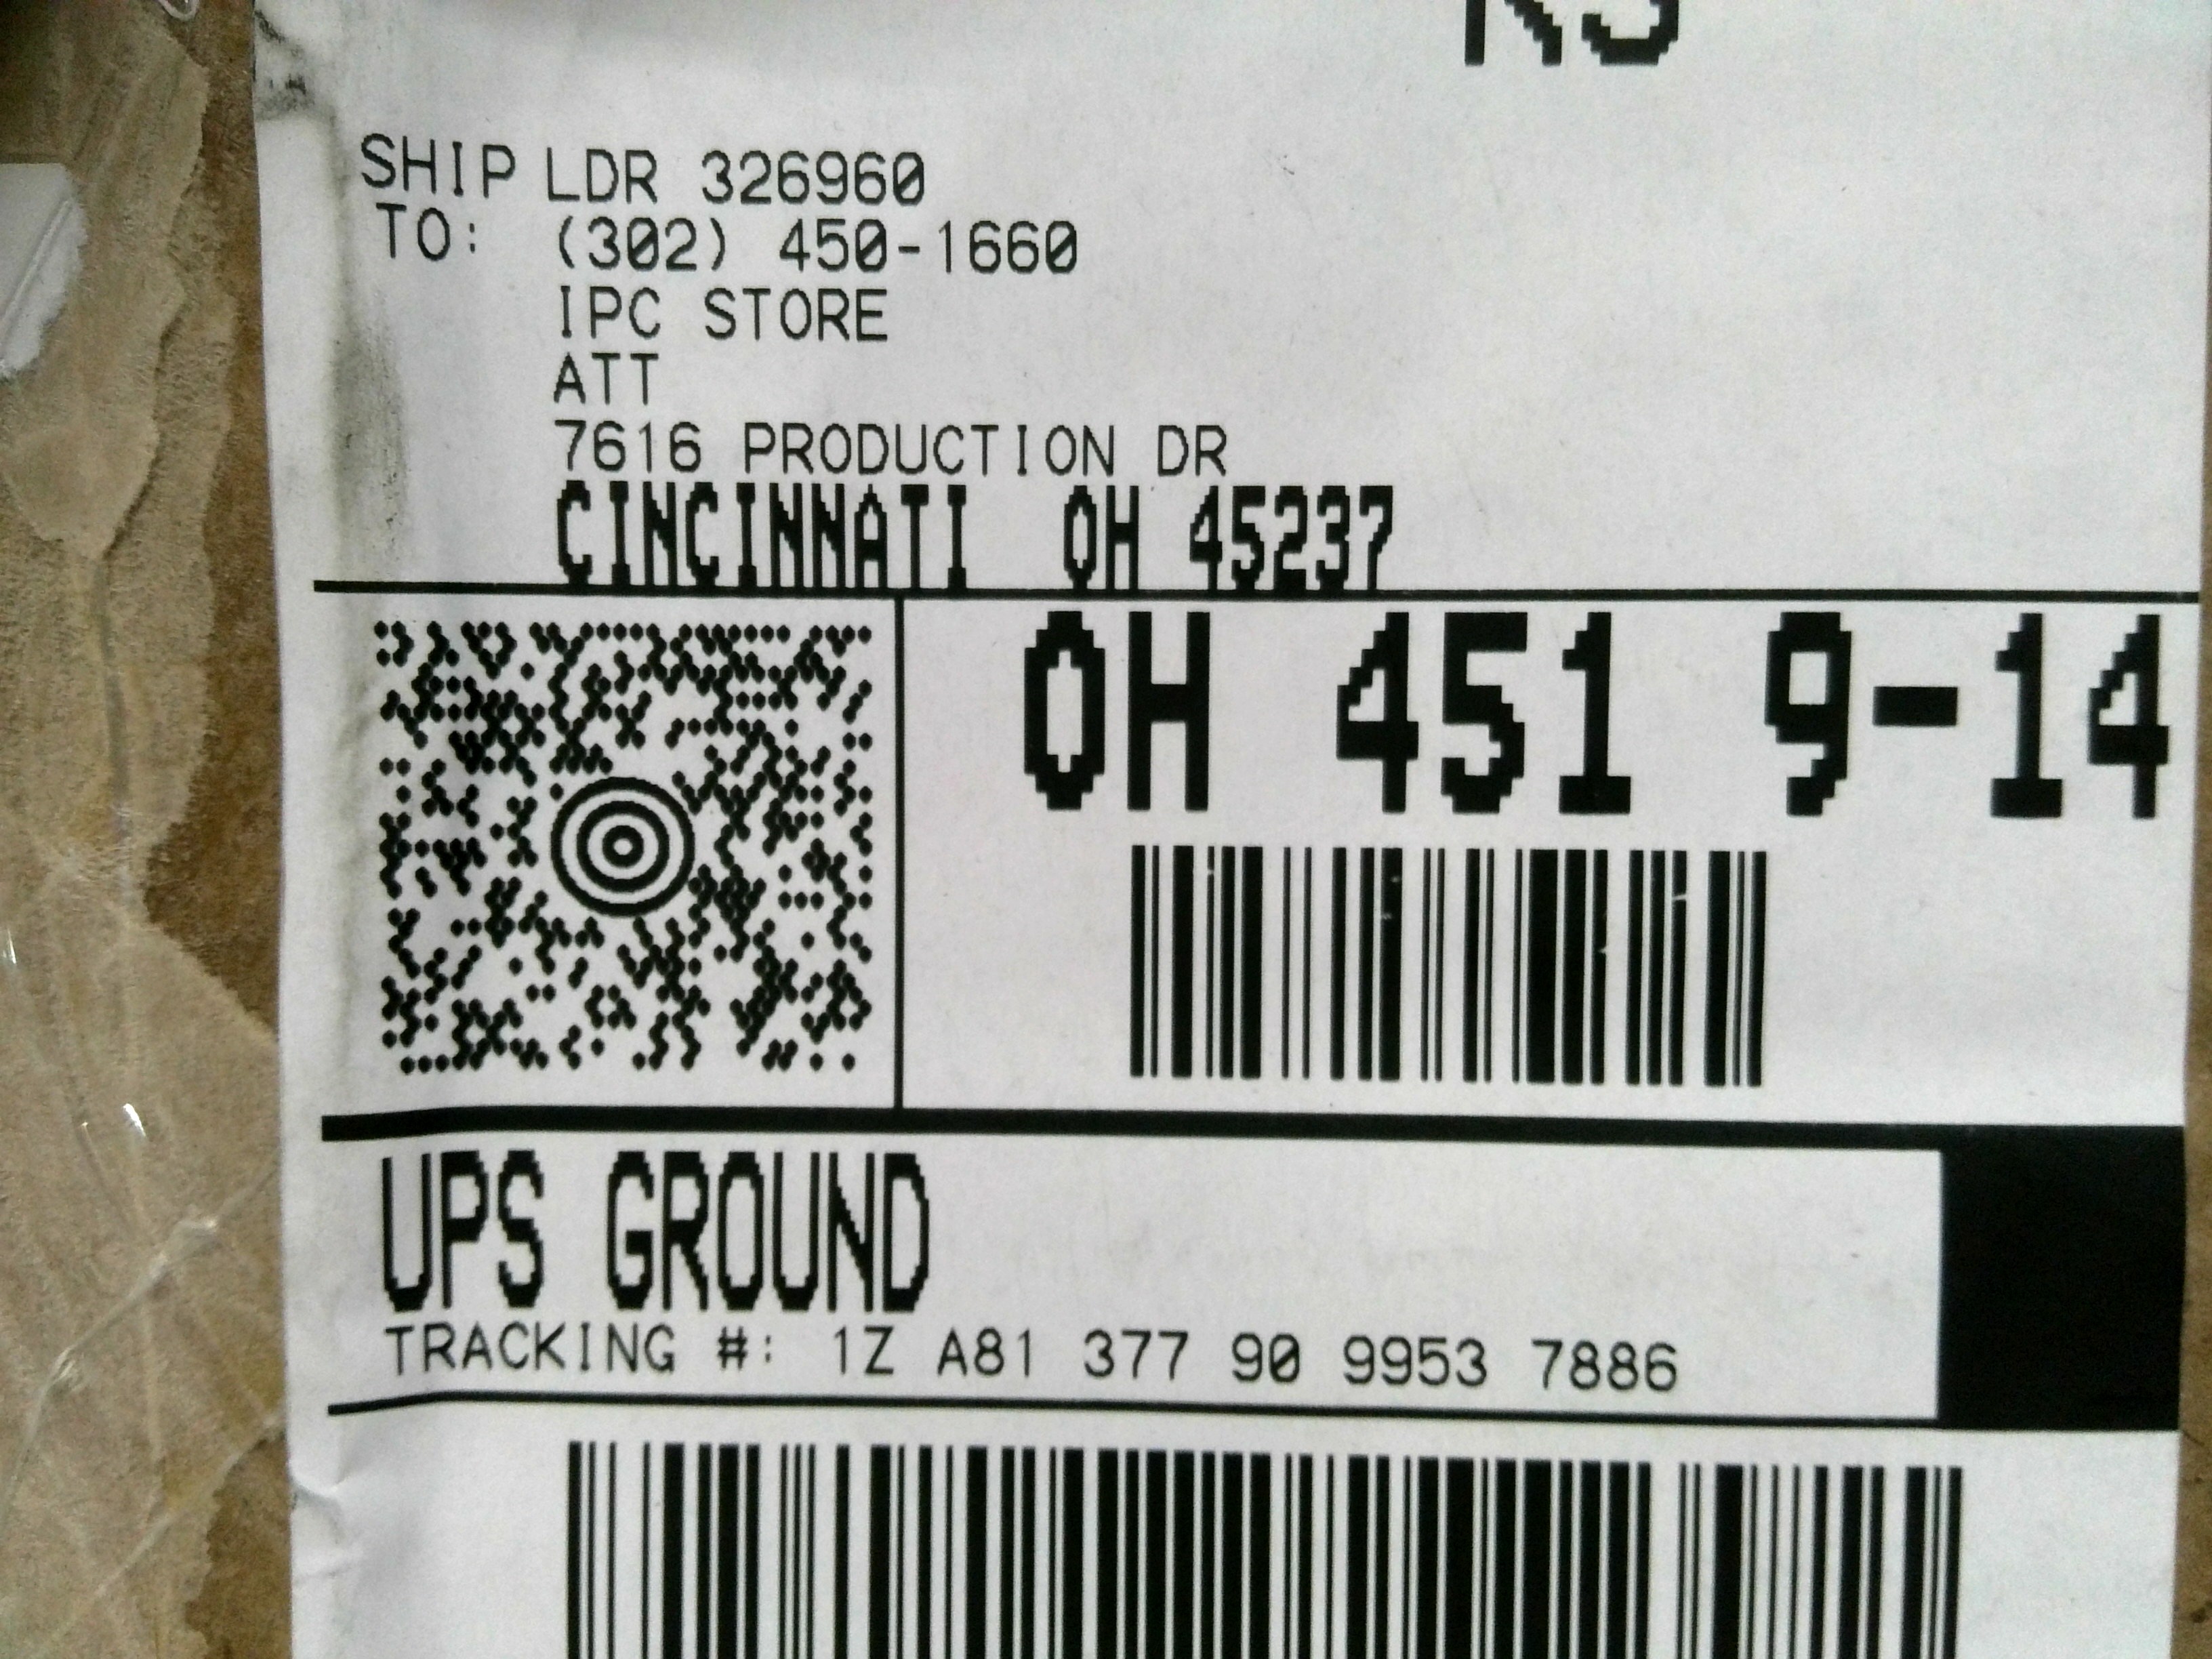 SHIP LDR 326960
TO: (302) 450-1660
IPC STORE
ATT
7616 PRODUCTION DR
CINCINNATI OH 45237
OH 451 9-14
UPS GROUND
TRACKING #: 1Z A81 377 90 9953 7886